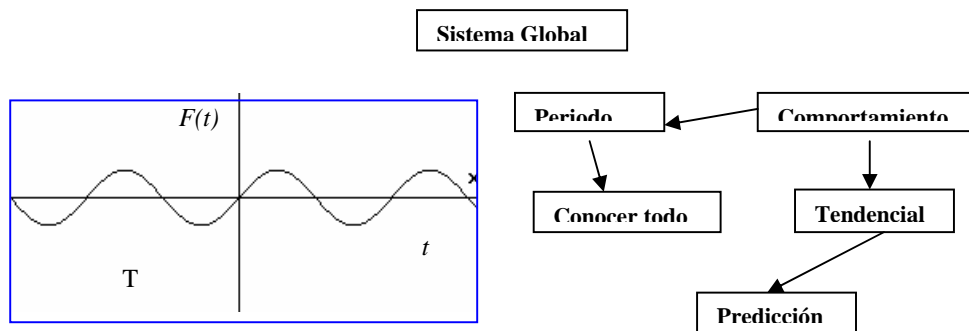 Sistema Global
F(t)
Periodo
Comportamiento
x
Conocer todo
Tendencial
t
T
Predicción